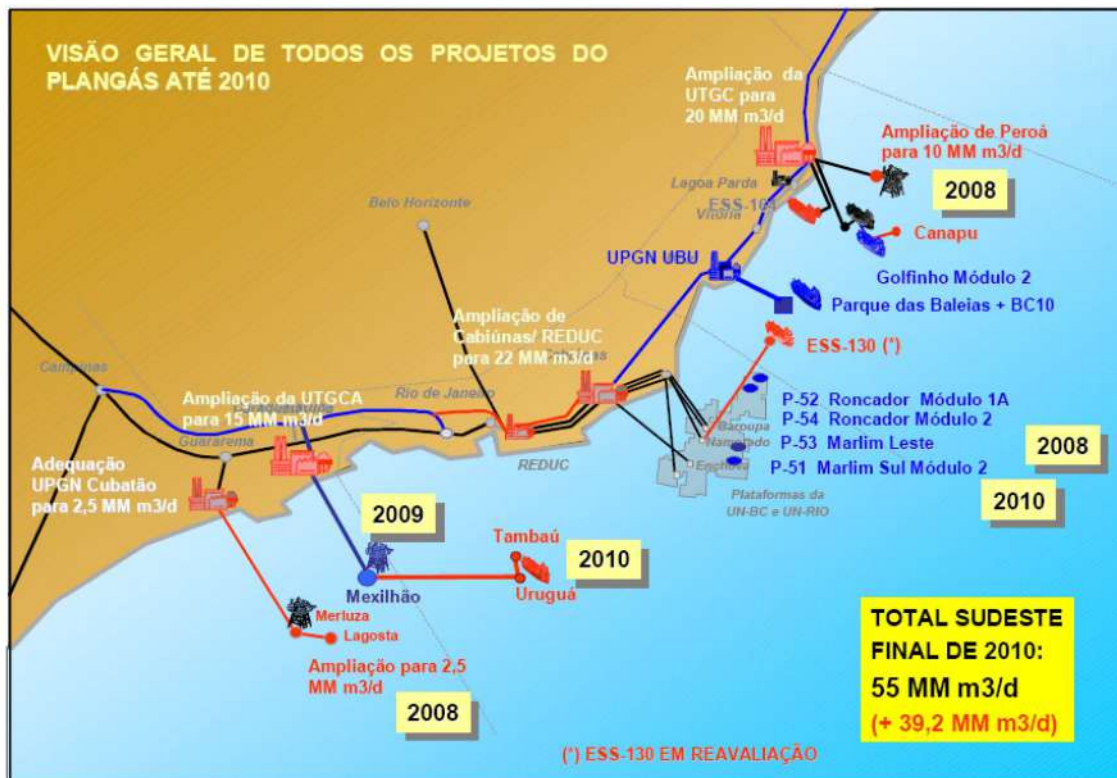 VISÃO GERAL DE TODOS OS PROJETOS DO
PLANGÁS ATÉ 2010
Ampliação da
UTGC para
20 MM m3/d
Ampliação de Peroá
para 10 MM m3/d
2008
Lagoa Parda
Belo Horizonte
ESS-164
Vitória
Canapu
UPGN UBU
Golfinho Módulo 2
Parque das Baleias + BC10
Ampliação de
Cabiúnas/ REDUC
para 22 MM m3/d
Cabiúnas
ESS-130 (*)
Campinas
Rio de Janeiro
Ampliação da UTGCA
para 15 MM m3/d
Caraguatatuba
P-52 Roncador Módulo 1A
P-54 Roncador Módulo 2
P-53 Marlim Leste
P-51 Marlim Sul Módulo 2
Garoupa
Namorado
Enchova
Guararema
REDUC
2008
Adequação
UPGN Cubatão
para 2,5 MM m3/d
Plataformas da
UN-BC e UN-RIO
2010
2009
Tambaú
2010
Mexilhão
Uruguá
Merluza
Lagosta
TOTAL SUDESTE
FINAL DE 2010:
55 MM m3/d
(+ 39,2 MM m3/d)
Ampliação para 2,5
MM m3/d
2008
(*) ESS-130 EM REAVALIAÇÃO